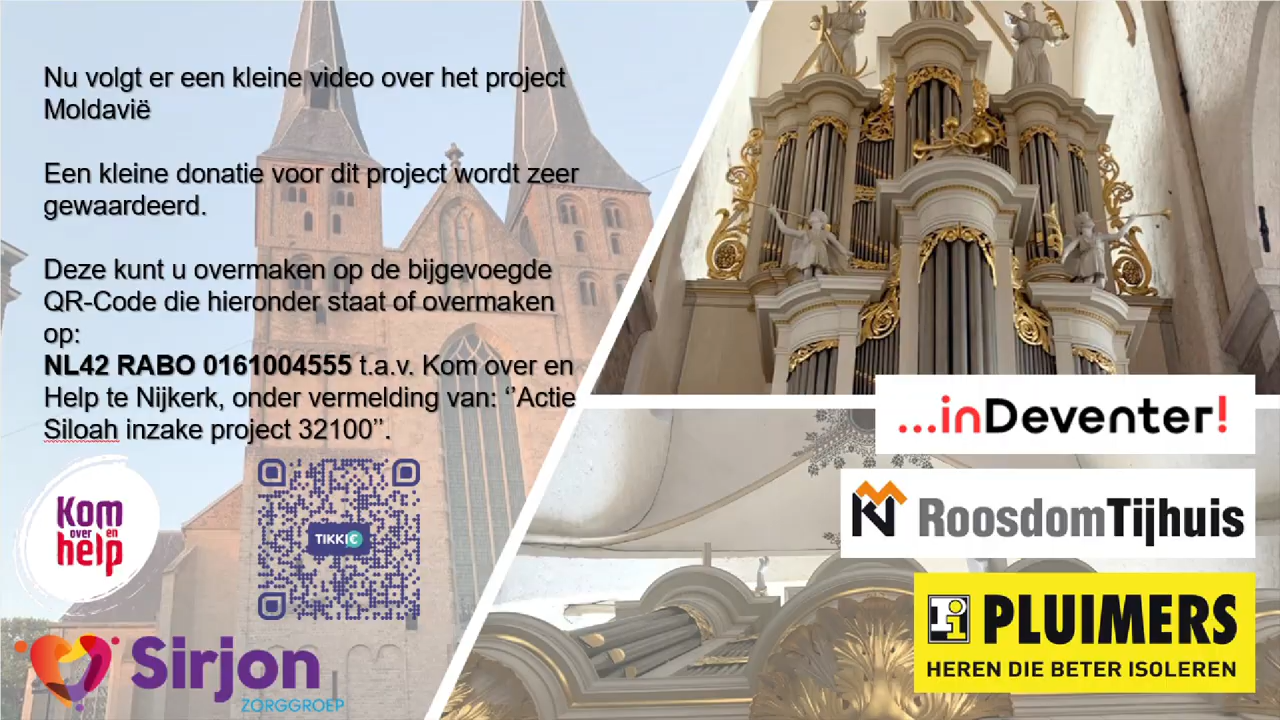 Nu volgt er een kleine video over het project
Moldavië
Een kleine donatie voor dit project wordt zeer
gewaardeerd.
Deze kunt u overmaken op de bijgevoegde
QR-Code die hieronder staat of overmaken
op:
NL42 RABO 0161004555 t.a.v. Kom over en
Help te Nijkerk, onder vermelding van: ‘’Actie
Siloah inzake project 32100’’.
Kom
over en
help
TIKKIE
Sirjon
ZORGGROEP
...inDeventer!
RoosdomTijhuis
Pi PLUIMERS
HEREN DIE BETER ISOLEREN